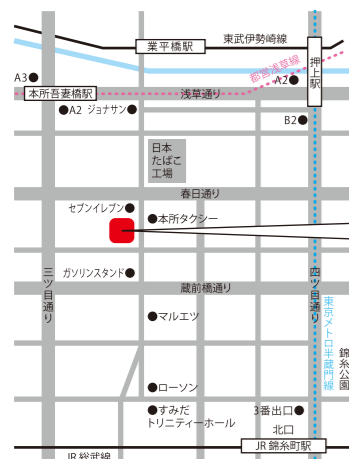 東武伊勢崎線
業平橋駅
押上駅
都営浅草線
A3
A2
本所吾妻橋駅
浅草通り
A2 ジョナサン
B2
日本
たばこ
工場
春日通り
セブンイレブン
本所タクシー
三ツ目通り
ガソリンスタンド
四ツ目通り
蔵前橋通り
東京メトロ半蔵門線
マルエツ
錦糸公園
ローソン
すみだ
トリニティーホール
3番出口
北口
JR 錦糸町駅
JR 総武線